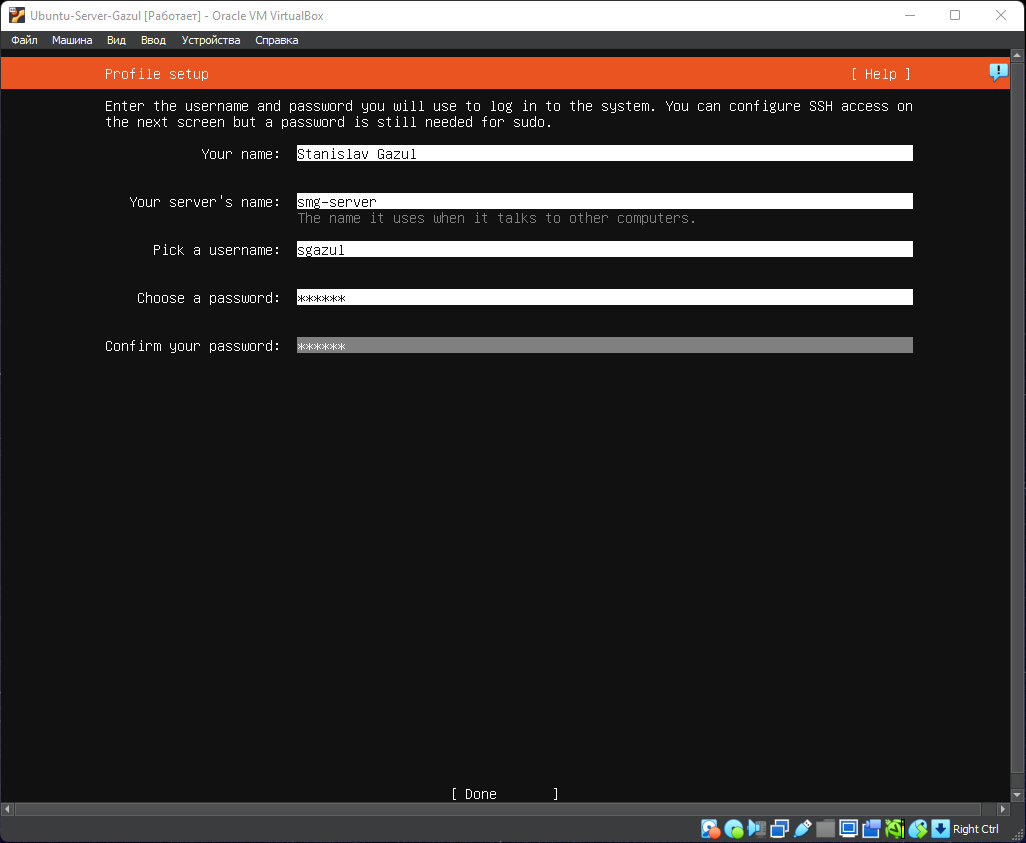 Ubuntu-Server-Gazul [Работает] - Oracle VM VirtualBox
Файл Машина Вид Ввод Устройства Справка
Profile setup [ Help ]
Enter the username and password you will use to log in to the system. You can configure SSH access on
the next screen but a password is still needed for sudo.
Your name: Stanislav Gazul
Your server's name: smg-server
The name it uses when it talks to other computers.
Pick a username: sgazul
Choose a password: ******
Confirm your password: ******
[ Done ]
Right Ctrl